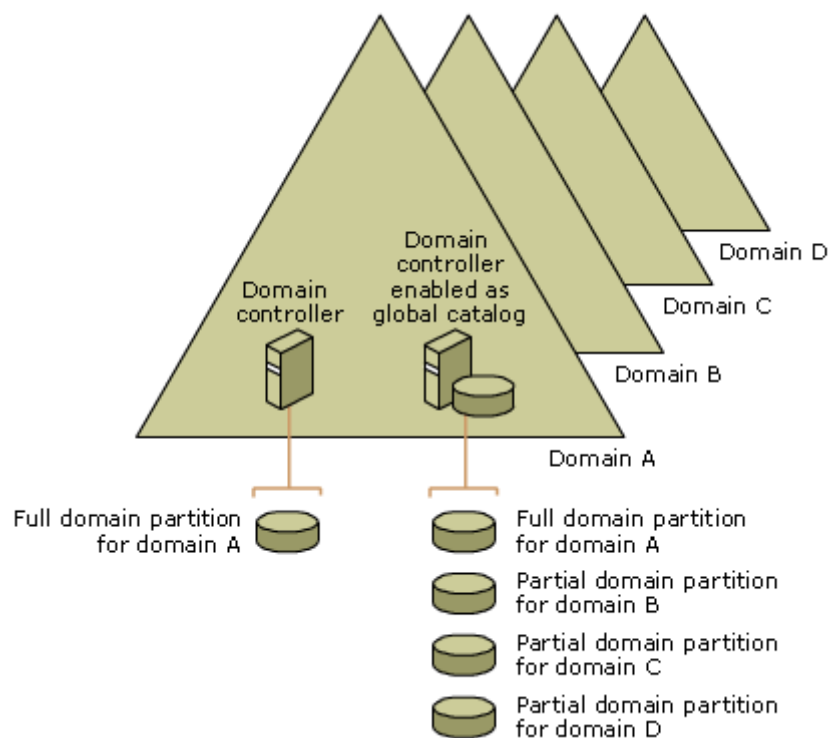 Domain D
Domain C
Domain B
Domain A
Domain
controller
Domain
controller
enabled as
global catalog
Full domain partition
for domain A
Full domain partition
for domain A
Partial domain partition
for domain B
Partial domain partition
for domain C
Partial domain partition
for domain D